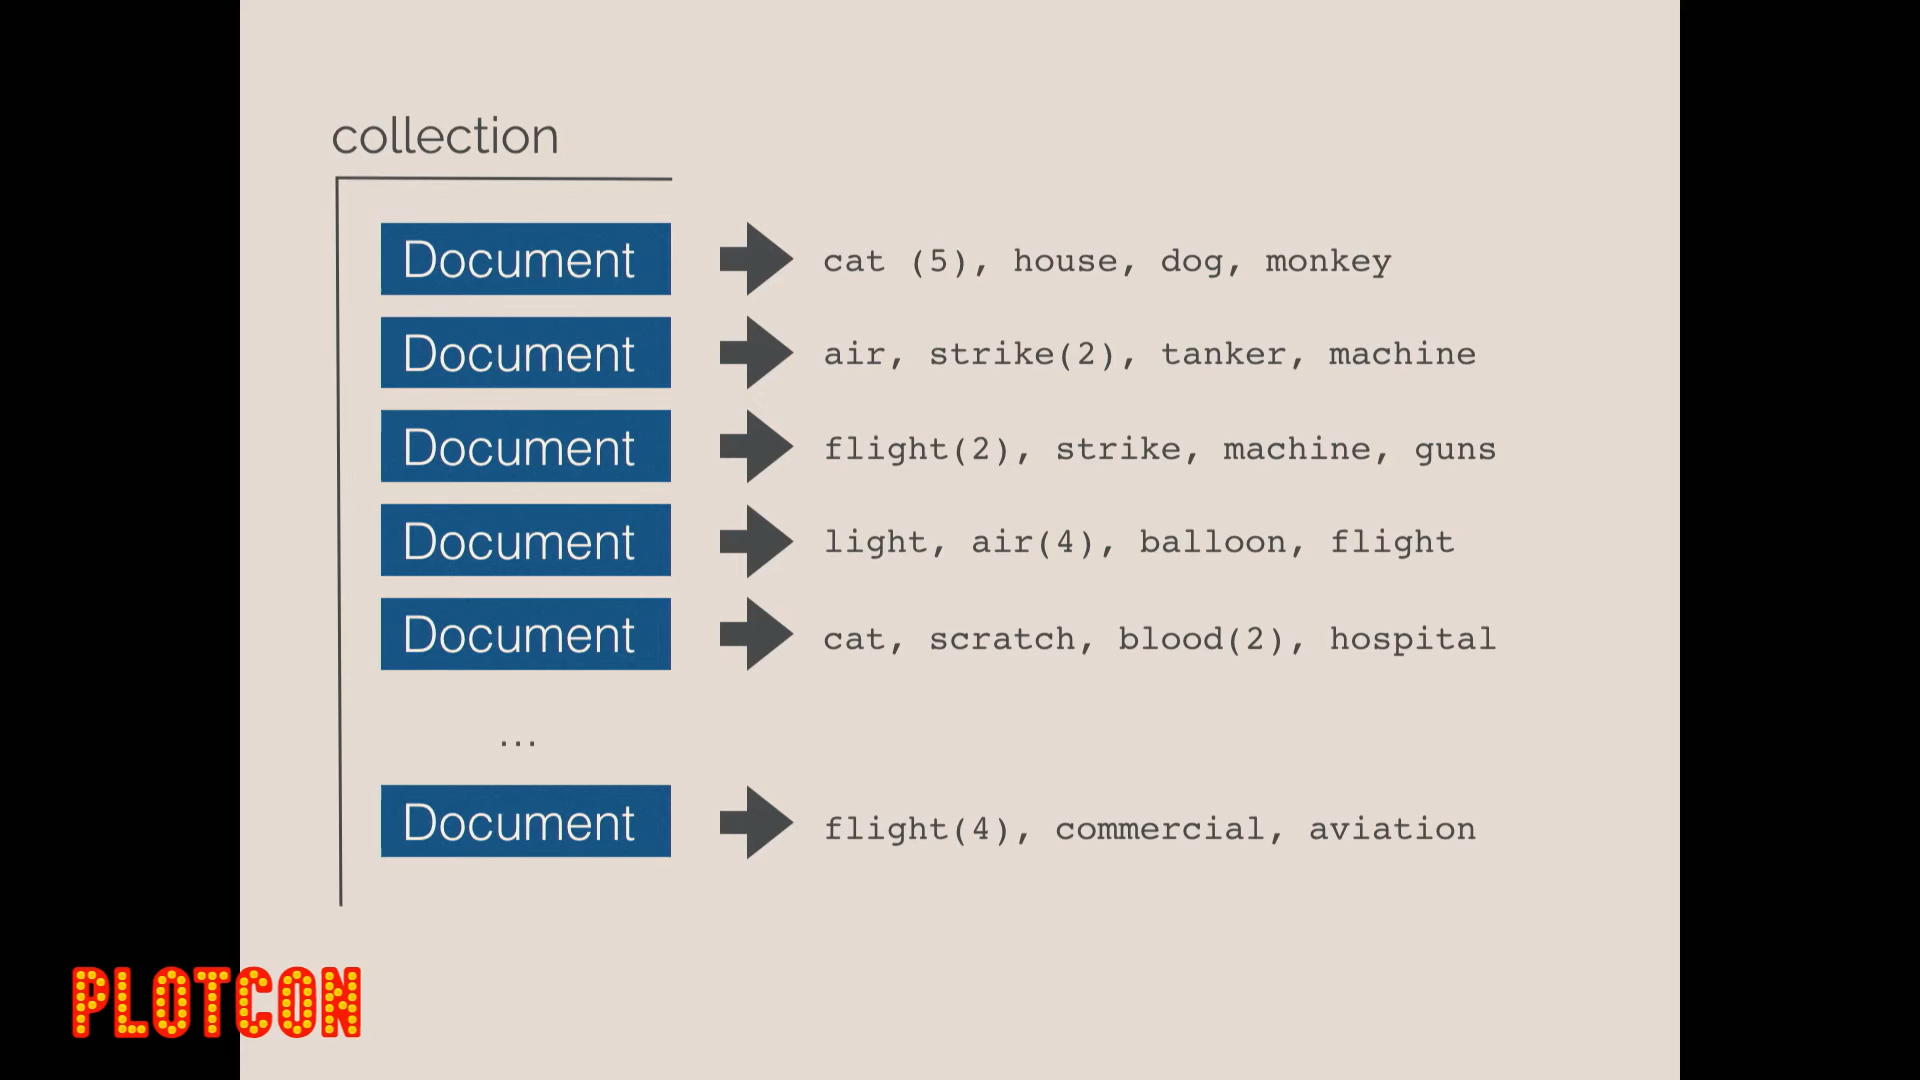 collection
Document cat (5), house, dog, monkey
Document air, strike(2), tanker, machine
Document flight(2), strike, machine, guns
Document light, air(4), balloon, flight
Document cat, scratch, blood(2), hospital
...
Document flight(4), commercial, aviation
PLOTCON